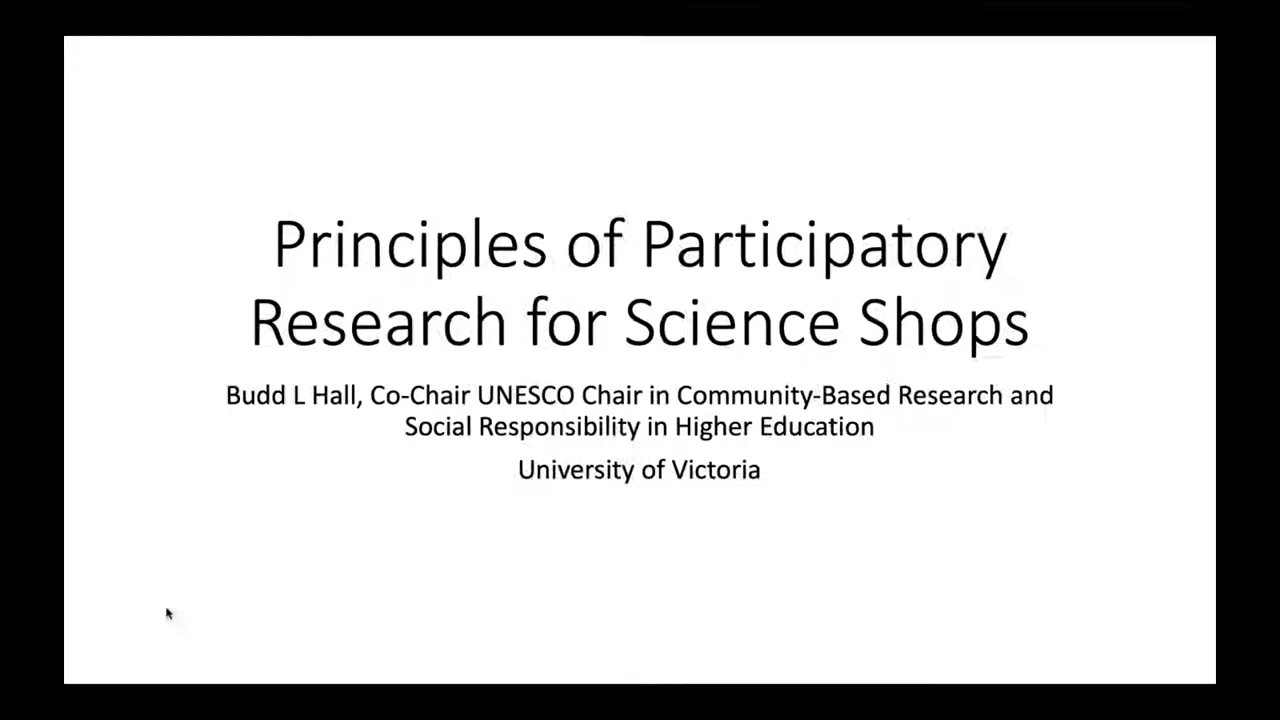 Principles of Participatory
Research for Science Shops
Budd L Hall, Co-Chair UNESCO Chair in Community-Based Research and
Social Responsibility in Higher Education
University of Victoria